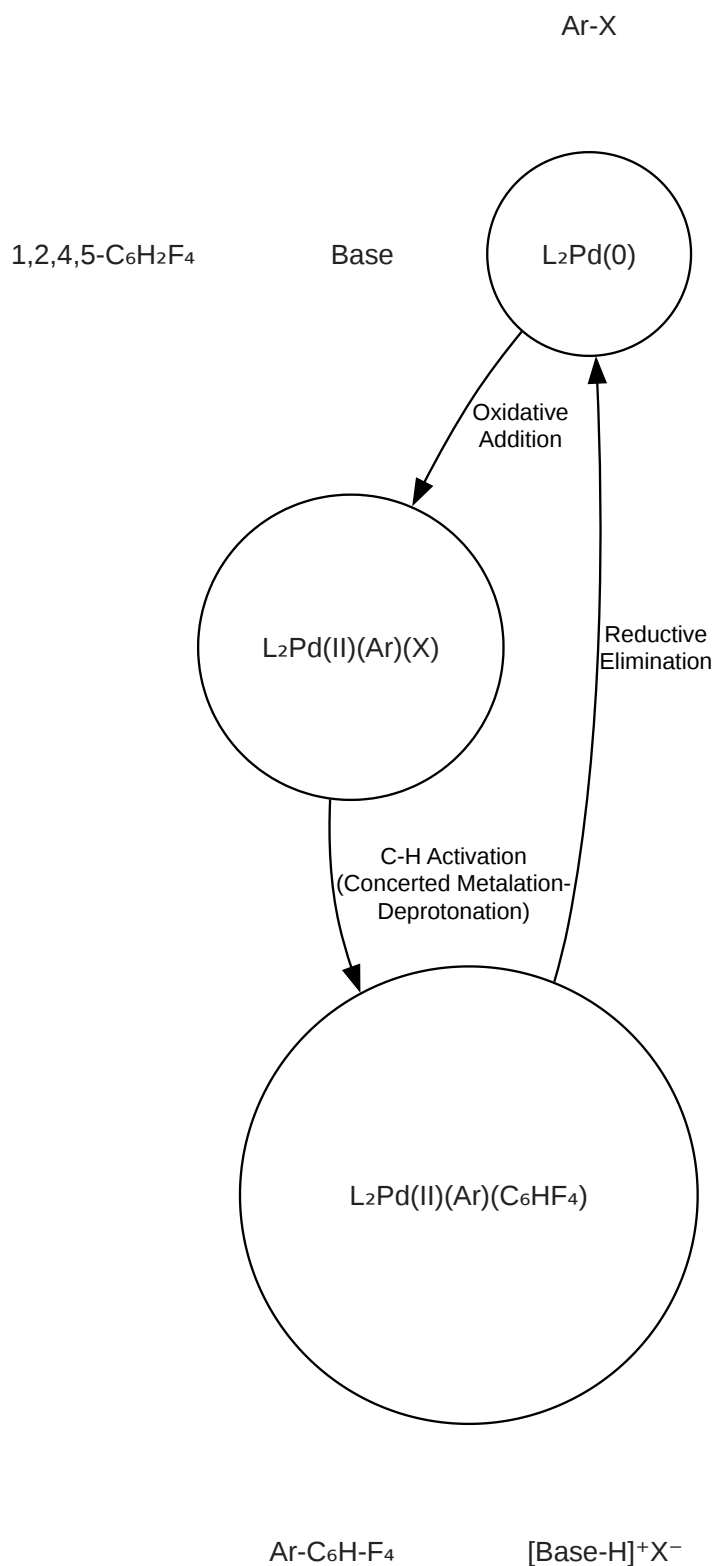 Ar-X
1,2,4,5-C₆H₂F₄
Base
L₂Pd(0)
Oxidative
Addition
L₂Pd(II)(Ar)(X)
Reductive
Elimination
C-H Activation
(Concerted Metalation-
Deprotonation)
L₂Pd(II)(Ar)(C₆HF₄)
Ar-C₆H-F₄
[Base-H]⁺X⁻